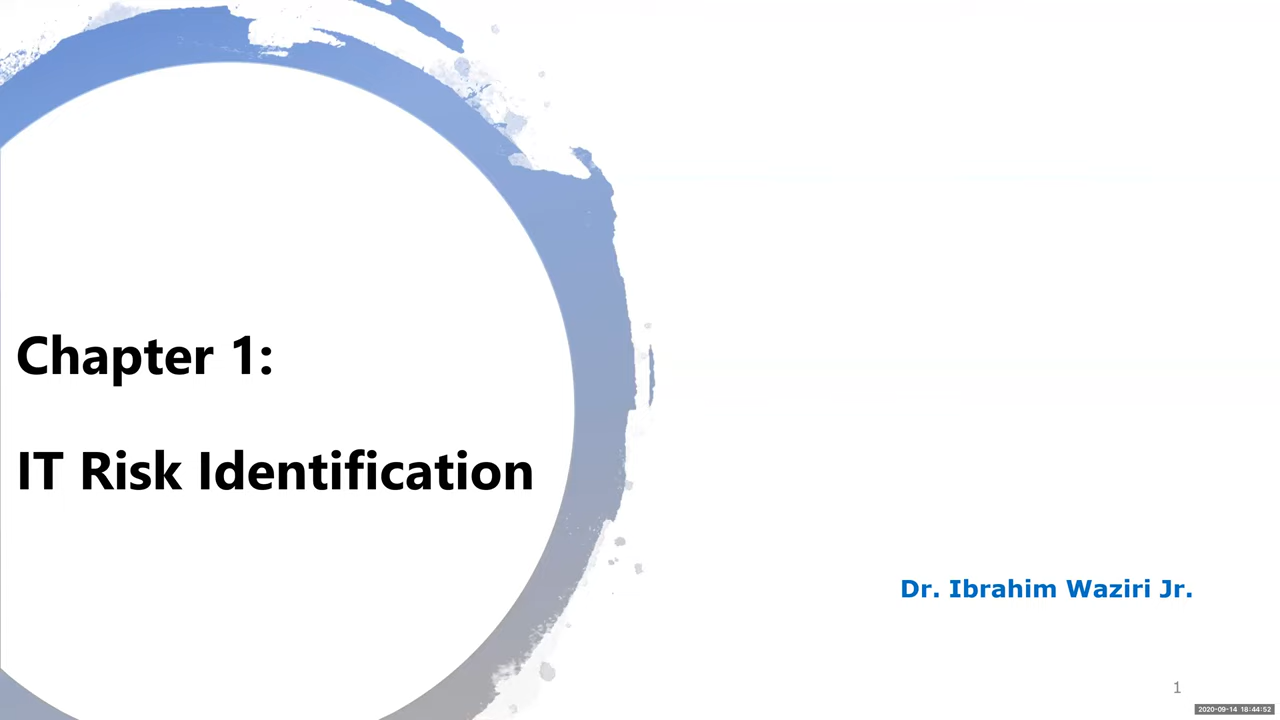 Chapter 1:
IT Risk Identification
Dr. Ibrahim Waziri Jr.
1
2020-09-14 18:44:52